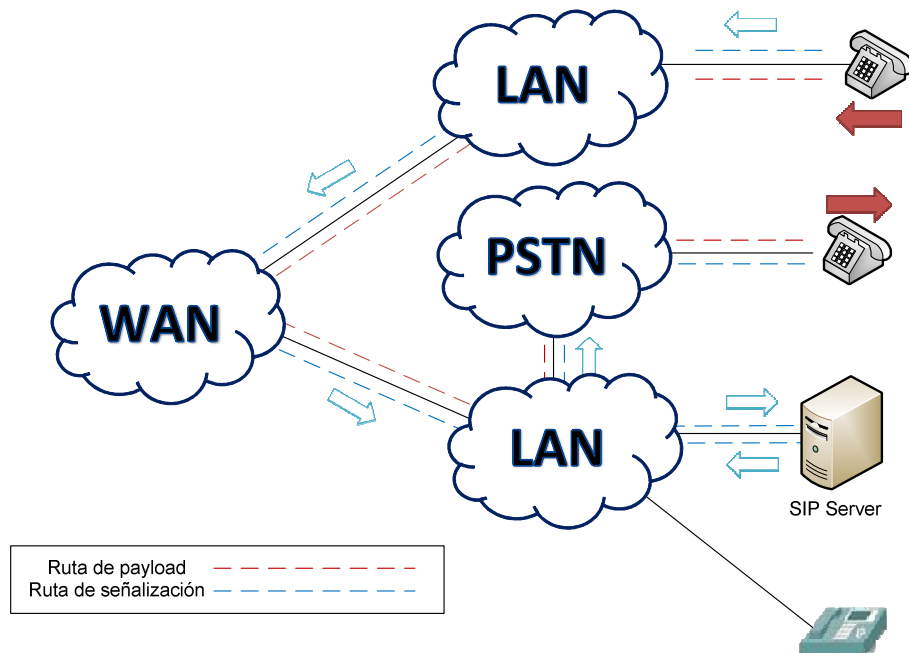 LAN
PSTN
WAN
LAN
SIP Server
Ruta de payload
Ruta de señalización